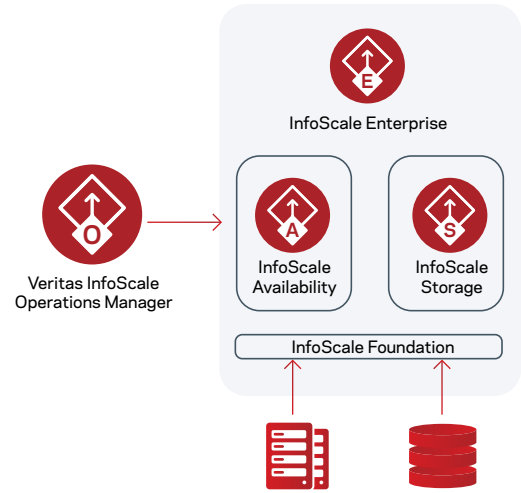 E
InfoScale Enterprise
O
Veritas InfoScale
Operations Manager
A
InfoScale
Availability
S
InfoScale
Storage
InfoScale Foundation